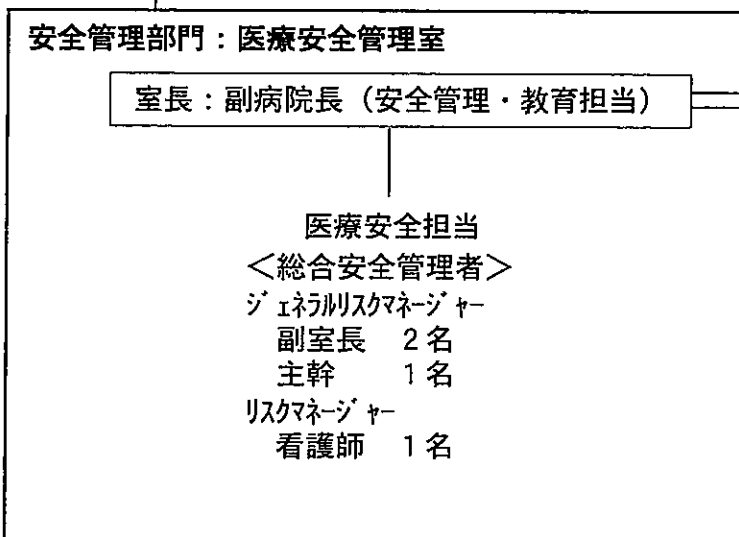 安全管理部門：医療安全管理室
室長：副病院長（安全管理・教育担当）
医療安全担当
＜総合安全管理者＞
ｼﾞｪﾈﾗﾙﾘｽｸﾏﾈｰｼﾞｬｰ
副室長　２名
主幹　１名
ﾘｽｸﾏﾈｰｼﾞｬｰ
看護師　１名